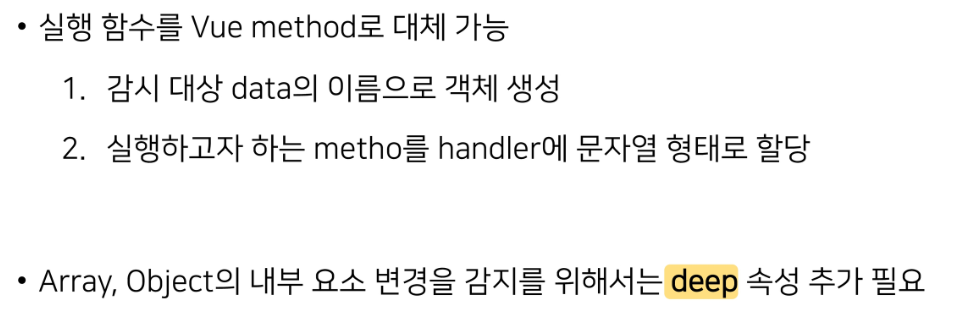 • 실행 함수를 Vue method로 대체 가능
1. 감시 대상 data의 이름으로 객체 생성
2. 실행하고자 하는 metho를 handler에 문자열 형태로 할당
• Array, Object의 내부 요소 변경을 감지를 위해서는 deep 속성 추가 필요